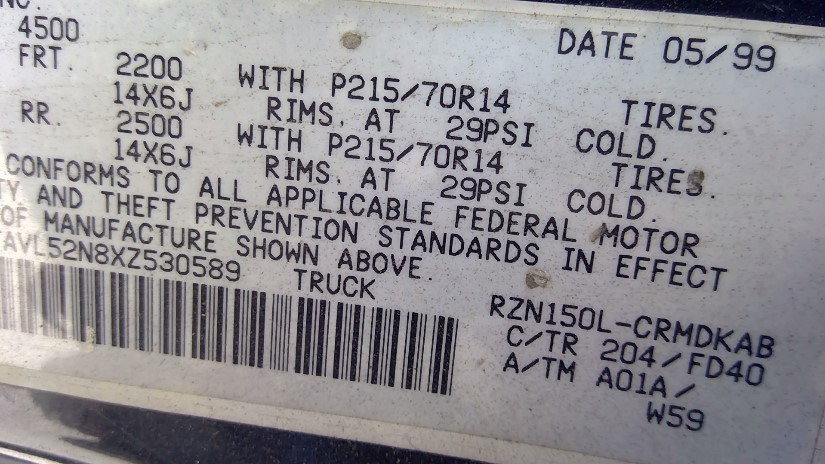 NC.
DATE 05/99
4500
FRT. 2200 WITH P215/70R14 TIRES.
14X6J RIMS, AT 29PSI COLD.
RR. 2500 WITH P215/70R14 TIRES.
14X6J RIMS, AT 29PSI COLD.
CONFORMS TO ALL APPLICABLE FEDERAL MOTOR
TY AND THEFT PREVENTION STANDARDS IN EFFECT
OF MANUFACTURE SHOWN ABOVE.
AVL52N8XZ530589 TRUCK
RZN150L-CRMDKAB
C/TR 204/FD40
A/TM A01A/
W59